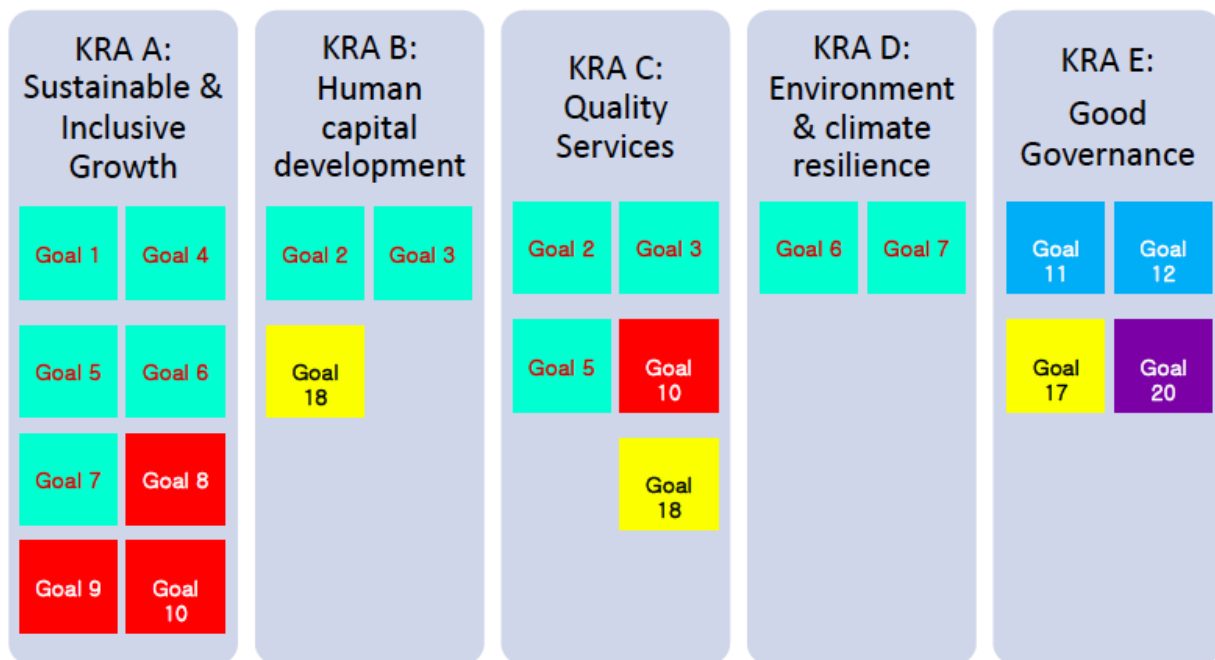 KRA A:
Sustainable &
Inclusive
Growth
Goal 1
Goal 4
Goal 5
Goal 6
Goal 7
Goal 8
Goal 9
Goal
10
KRA B:
Human
capital
development
Goal 2
Goal 3
Goal
18
KRA C:
Quality
Services
Goal 2
Goal 3
Goal 5
Goal
10
Goal
18
KRA D:
Environment
& climate
resilience
Goal 6
Goal 7
KRA E:
Good
Governance
Goal
11
Goal
12
Goal
17
Goal
20